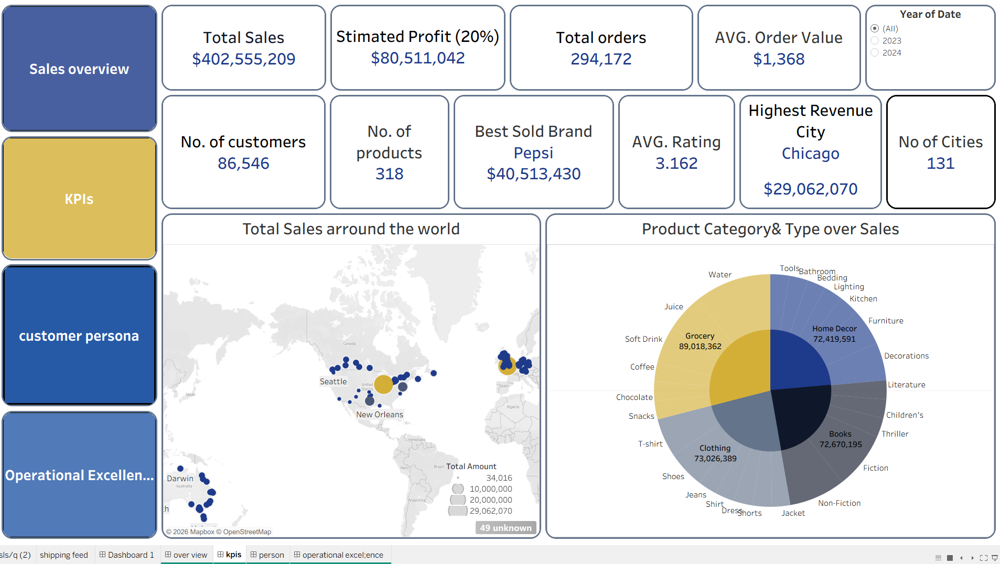 Sales overview
KPIs
customer persona
Operational Excellen...
Total Sales
$402,555,209
Stimated Profit (20%)
$80,511,042
Total orders
294,172
AVG. Order Value
$1,368
Year of Date
(All)
2023
2024
No. of customers
86,546
No. of
products
318
Best Sold Brand
Pepsi
$40,513,430
AVG. Rating
3.162
Highest Revenue
City
Chicago
$29,062,070
No of Cities
131
Total Sales arround the world
Canada
Seattle
United
States
New Orleans
Japan
Spain
Algeria
Venezuela
Peru
Brazil
Argentina
Darwin
Australia
Total Amount
34,016
10,000,000
20,000,000
29,062,070
49 unknown
© 2026 Mapbox © OpenStreetMap
Product Category& Type over Sales
Tools
Bathroom
Bedding
Lighting
Kitchen
Furniture
Decorations
Literature
Children's
Thriller
Fiction
Non-Fiction
Jacket
Shorts
Dress
Shirt
Jeans
Shoes
T-shirt
Snacks
Chocolate
Coffee
Soft Drink
Juice
Water
Grocery
89,018,362
Home Decor
72,419,591
Clothing
73,026,389
Books
72,670,195
sls/q (2)
shipping feed
Dashboard 1
over view
kpis
person
operational excel;ence